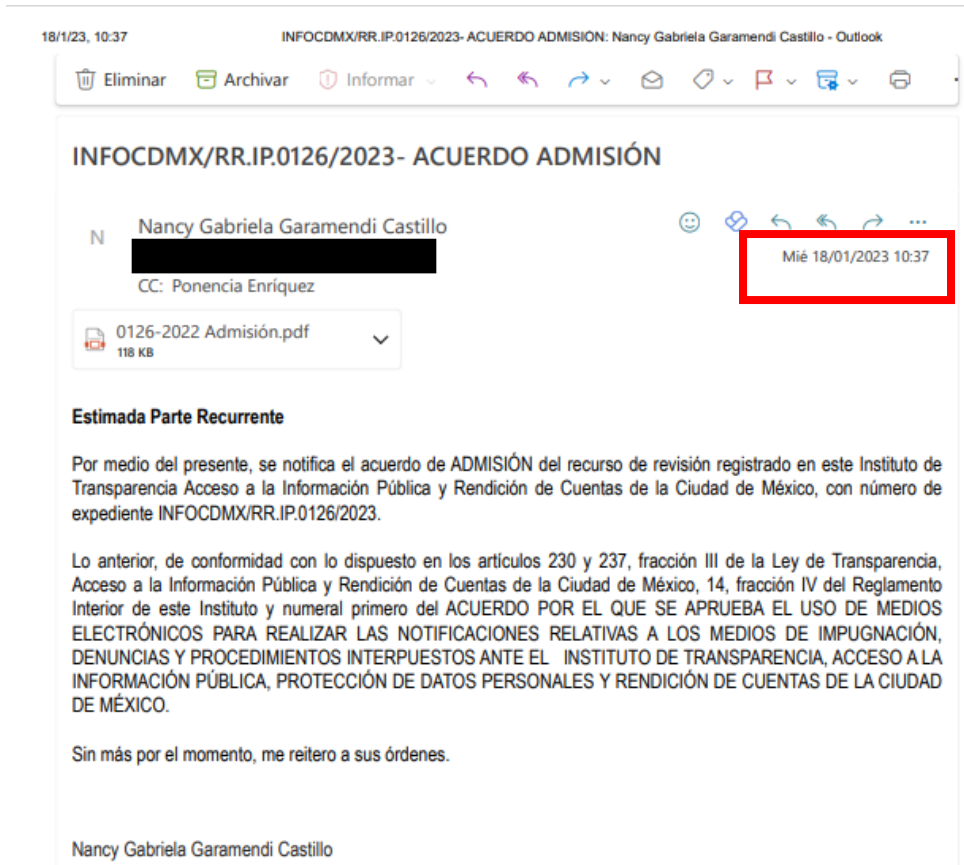 18/1/23, 10:37 INFOCDMX/RR.IP.0126/2023- ACUERDO ADMISIÓN: Nancy Gabriela Garamendi Castillo - Outlook
Eliminar Archivar Informar
INFOCDMX/RR.IP.0126/2023- ACUERDO ADMISIÓN
N Nancy Gabriela Garamendi Castillo
Mié 18/01/2023 10:37
CC: Ponencia Enríquez
0126-2022 Admisión.pdf
118 KB
Estimada Parte Recurrente
Por medio del presente, se notifica el acuerdo de ADMISIÓN del recurso de revisión registrado en este Instituto de
Transparencia Acceso a la Información Pública y Rendición de Cuentas de la Ciudad de México, con número de
expediente INFOCDMX/RR.IP.0126/2023.
Lo anterior, de conformidad con lo dispuesto en los artículos 230 y 237, fracción III de la Ley de Transparencia,
Acceso a la Información Pública y Rendición de Cuentas de la Ciudad de México, 14, fracción IV del Reglamento
Interior de este Instituto y numeral primero del ACUERDO POR EL QUE SE APRUEBA EL USO DE MEDIOS
ELECTRÓNICOS PARA REALIZAR LAS NOTIFICACIONES RELATIVAS A LOS MEDIOS DE IMPUGNACIÓN,
DENUNCIAS Y PROCEDIMIENTOS INTERPUESTOS ANTE EL INSTITUTO DE TRANSPARENCIA, ACCESO A LA
INFORMACIÓN PÚBLICA, PROTECCIÓN DE DATOS PERSONALES Y RENDICIÓN DE CUENTAS DE LA CIUDAD
DE MÉXICO.
Sin más por el momento, me reitero a sus órdenes.
Nancy Gabriela Garamendi Castillo